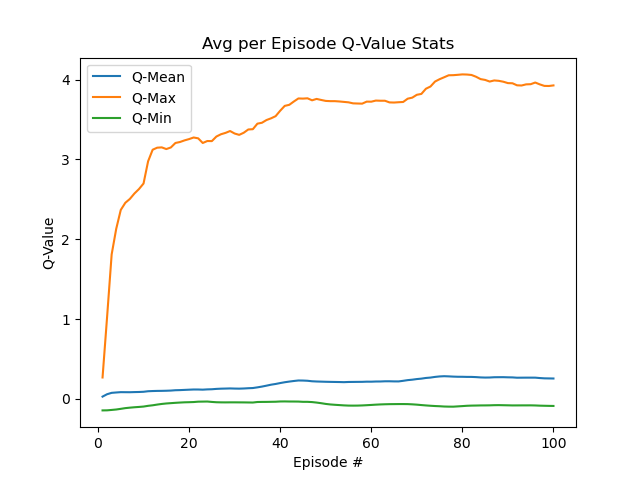 Avg per Episode Q-Value Stats
Q-Mean
Q-Max
Q-Min
Q-Value
4
3
2
1
0
0 20 40 60 80 100
Episode #